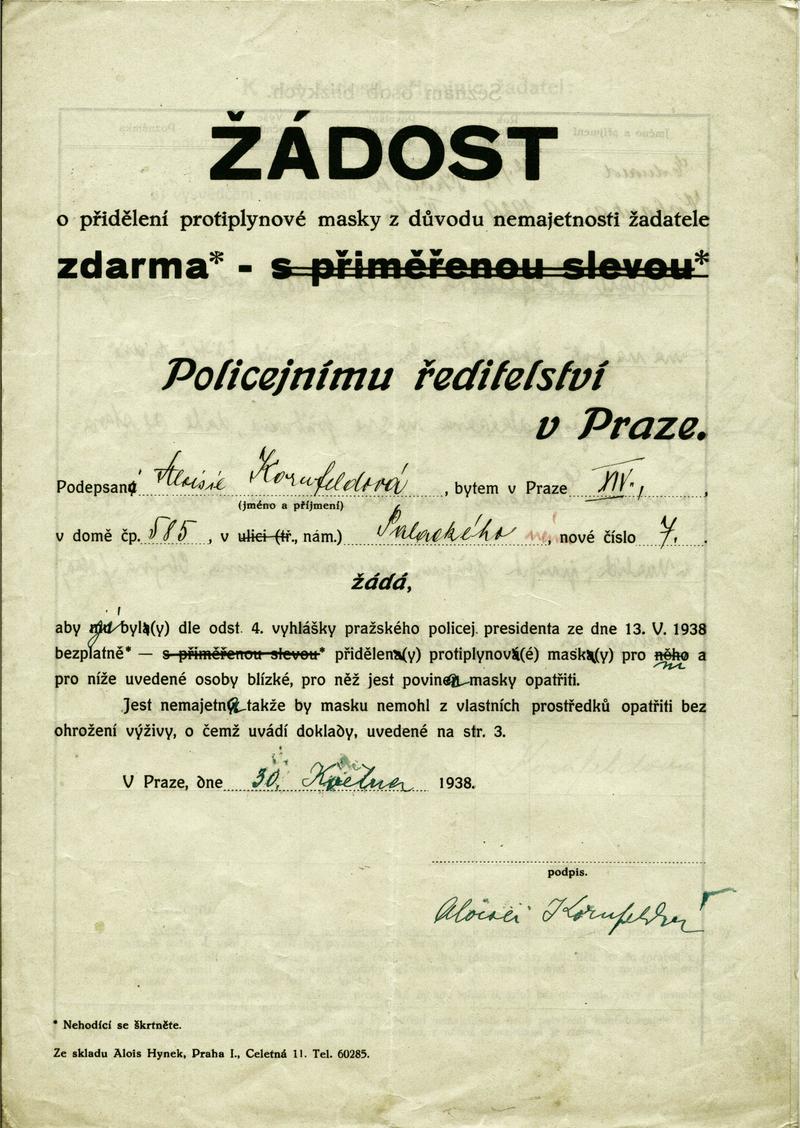 ŽÁDOST
o přidělení protiplynové masky z důvodu nemajetnosti žadatele
zdarma* - s přiměřenou slevou*
Policejnímu ředitelství
v Praze.
Podepsaná Aloisie Kornfeldová, bytem v Praze XIV.,
(jméno a příjmení)
v domě čp. 585, v ulici (tř., nám.) Palackého, nové číslo 7.
žádá,
aby jí byla(y) dle odst. 4. vyhlášky pražského policej. presidenta ze dne 13. V. 1938
bezplatně* — s přiměřenou slevou* přidělena(y) protiplynová(é) maska(y) pro něho a
pro níže uvedené osoby blízké, pro něž jest povinna masky opatřiti.
Jest nemajetna takže by masku nemohl z vlastních prostředků opatřiti bez
ohrožení výživy, o čemž uvádí doklady, uvedené na str. 3.
V Praze, dne 30. Května 1938.
podpis.
Aloisie Kornfeldová
* Nehodící se škrtněte.
Ze skladu Alois Hynek, Praha I., Celetná 11. Tel. 60285.